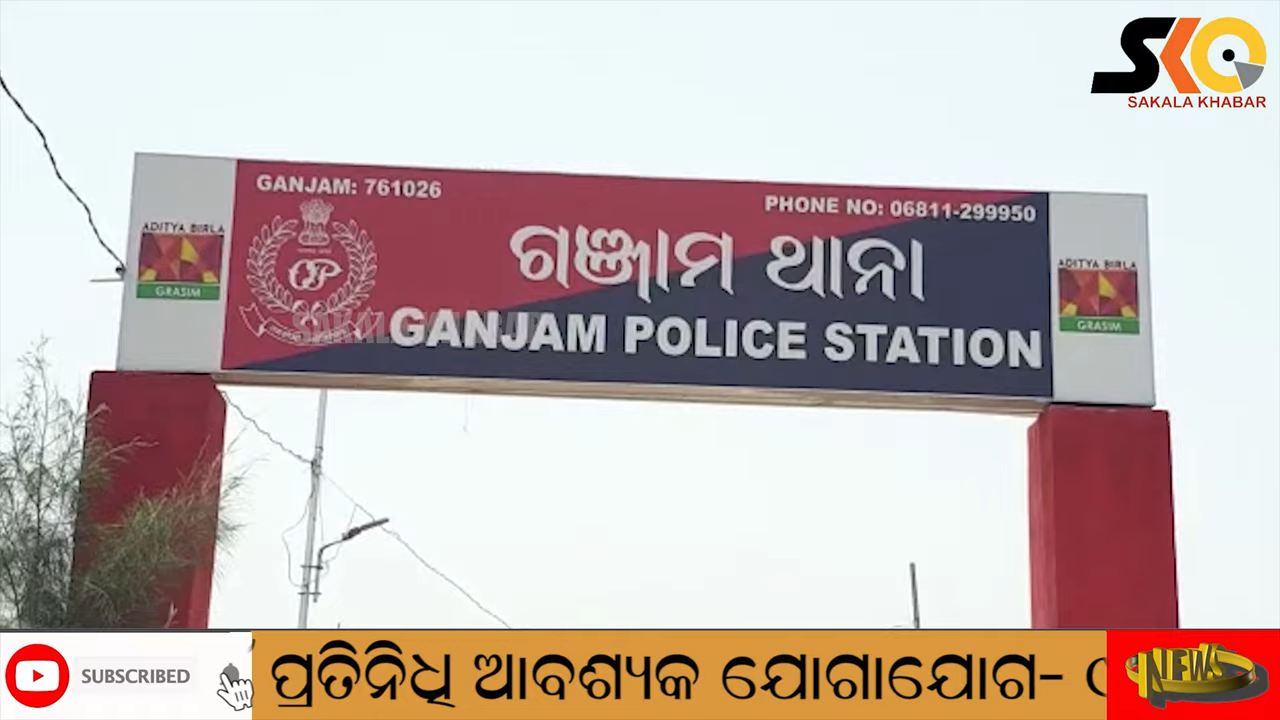 SKQ
SAKALA KHABAR
GANJAM: 761026
PHONE NO: 06811-299950
ADITYA BIRLA
GRASIM
ଗଞ୍ଜାମ ଥାନା
GANJAM POLICE STATION
ADITYA BIRLA
GRASIM
SUBSCRIBED
ପ୍ରତିନିଧି ଆବଶ୍ୟକ ଯୋଗାଯୋଗ-
NEWS